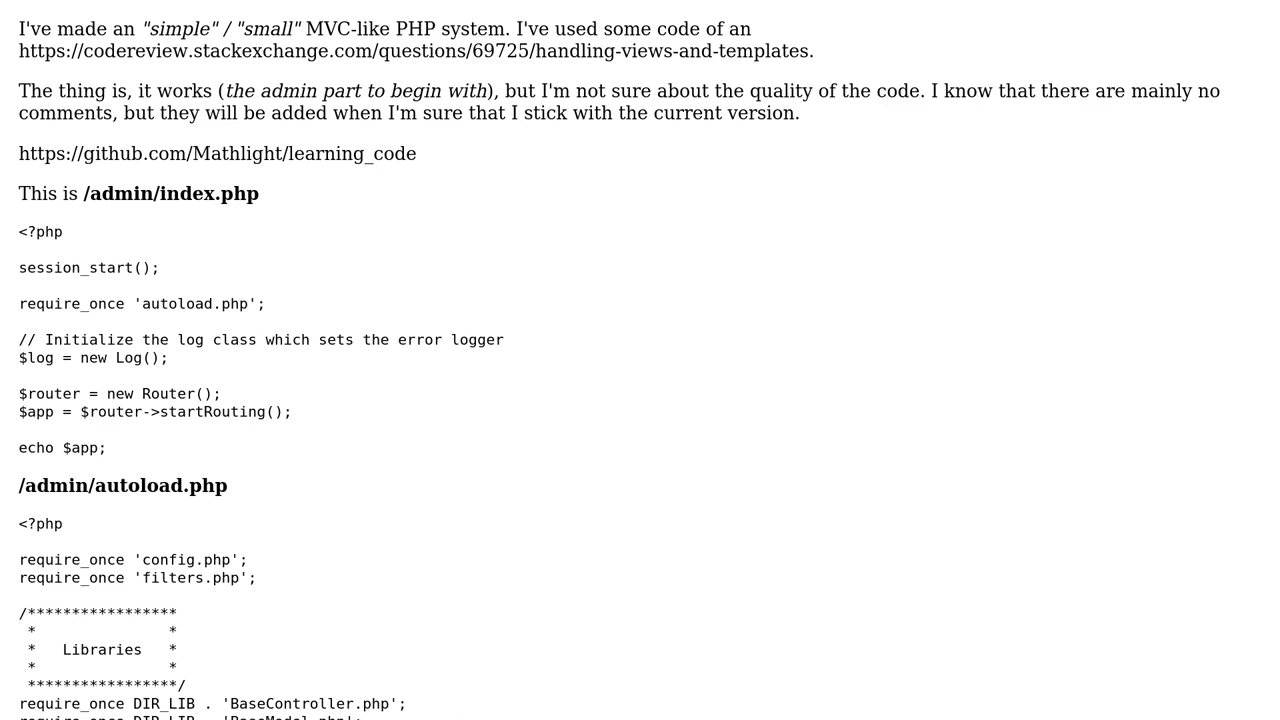 I've made an "simple" / "small" MVC-like PHP system. I've used some code of an
https://codereview.stackexchange.com/questions/69725/handling-views-and-templates.
The thing is, it works (the admin part to begin with), but I'm not sure about the quality of the code. I know that there are mainly no
comments, but they will be added when I'm sure that I stick with the current version.
https://github.com/Mathlight/learning_code
This is /admin/index.php
<?php
session_start();
require_once 'autoload.php';
// Initialize the log class which sets the error logger
$log = new Log();
$router = new Router();
$app = $router->startRouting();
echo $app;
/admin/autoload.php
<?php
require_once 'config.php';
require_once 'filters.php';
/*****************
 *               *
 *   Libraries   *
 *               *
 *****************/
require_once DIR_LIB . 'BaseController.php';
require_once DIR_LIB . 'BaseModel.php';